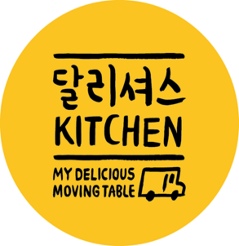 달리셔스
KITCHEN
MY DELICIOUS
MOVING TABLE